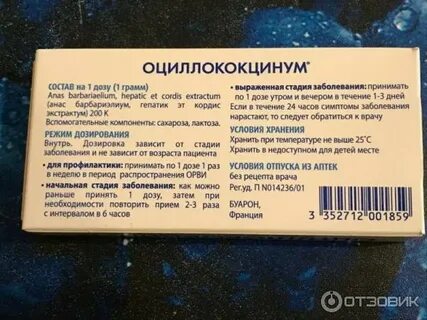 ОЦИЛЛОКОКЦИНУМ®
СОСТАВ на 1 дозу (1 грамм)
Anas barbariaelium, hepatic et cordis extractum
(анас барбариэлиум, гепатик эт кордис
экстрактум) 200 K
Вспомогательные компоненты: сахароза, лактоза.
РЕЖИМ ДОЗИРОВАНИЯ
Внутрь. Дозировка зависит от стадии
заболевания и не зависит от возраста пациента
• для профилактики: принимать по 1 дозе 1 раз
в неделю в период распространения ОРВИ
• начальная стадия заболевания: как можно
раньше принять 1 дозу, затем при
необходимости повторить прием 2-3 раза
с интервалом в 6 часов
• выраженная стадия заболевания: принимать
по 1 дозе утром и вечером в течение 1-3 дней
Если в течение 24 часов симптомы заболевания
нарастают, то следует обратиться к врачу
УСЛОВИЯ ХРАНЕНИЯ
Хранить при температуре не выше 25°C
Хранить в недоступном для детей месте
УСЛОВИЯ ОТПУСКА ИЗ АПТЕК
без рецепта врача
Рег.уд. П N014236/01
БУАРОН,
Франция
3 352712 001859
ОТЗОВИК